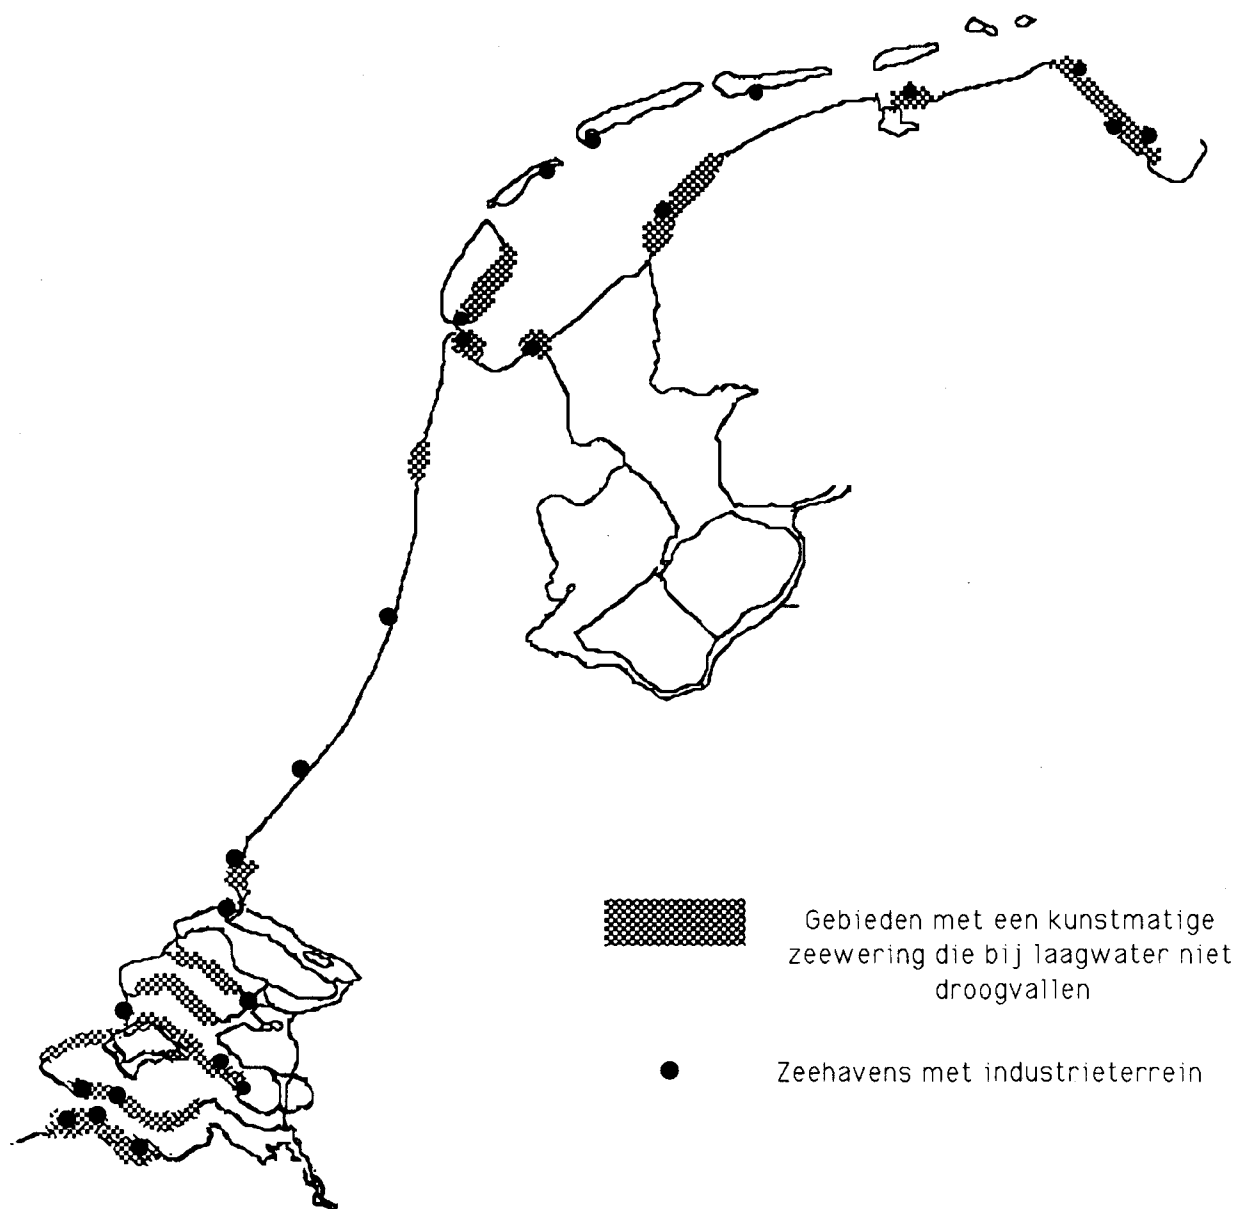 Gebieden met een kunstmatige
zeewering die bij laagwater niet
droogvallen
Zeehavens met industrieterrein